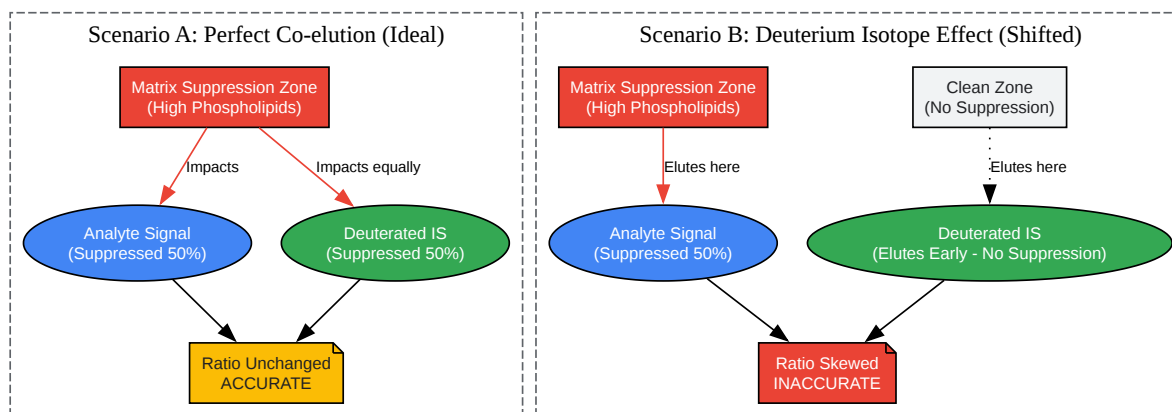 Scenario A: Perfect Co-elution (Ideal)
Matrix Suppression Zone
(High Phospholipids)
Impacts
Impacts equally
Analyte Signal
(Suppressed 50%)
Deuterated IS
(Suppressed 50%)
Ratio Unchanged
ACCURATE
Scenario B: Deuterium Isotope Effect (Shifted)
Matrix Suppression Zone
(High Phospholipids)
Clean Zone
(No Suppression)
Elutes here
Elutes here
Analyte Signal
(Suppressed 50%)
Deuterated IS
(Elutes Early - No Suppression)
Ratio Skewed
INACCURATE